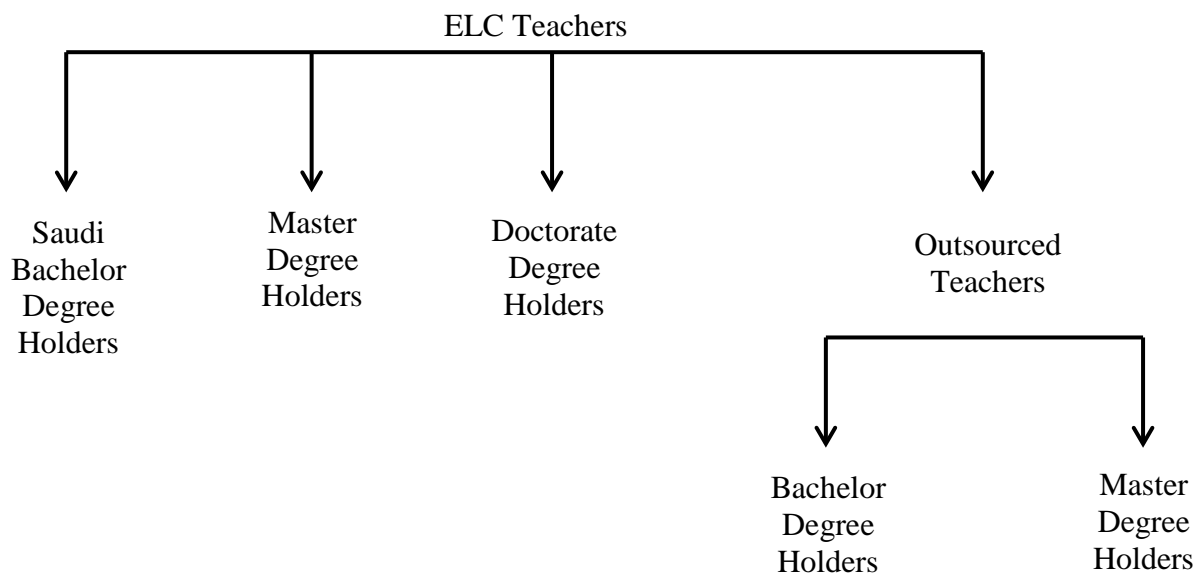 ELC Teachers
Saudi
Bachelor
Degree
Holders
Master
Degree
Holders
Doctorate
Degree
Holders
Outsourced
Teachers
Bachelor
Degree
Holders
Master
Degree
Holders